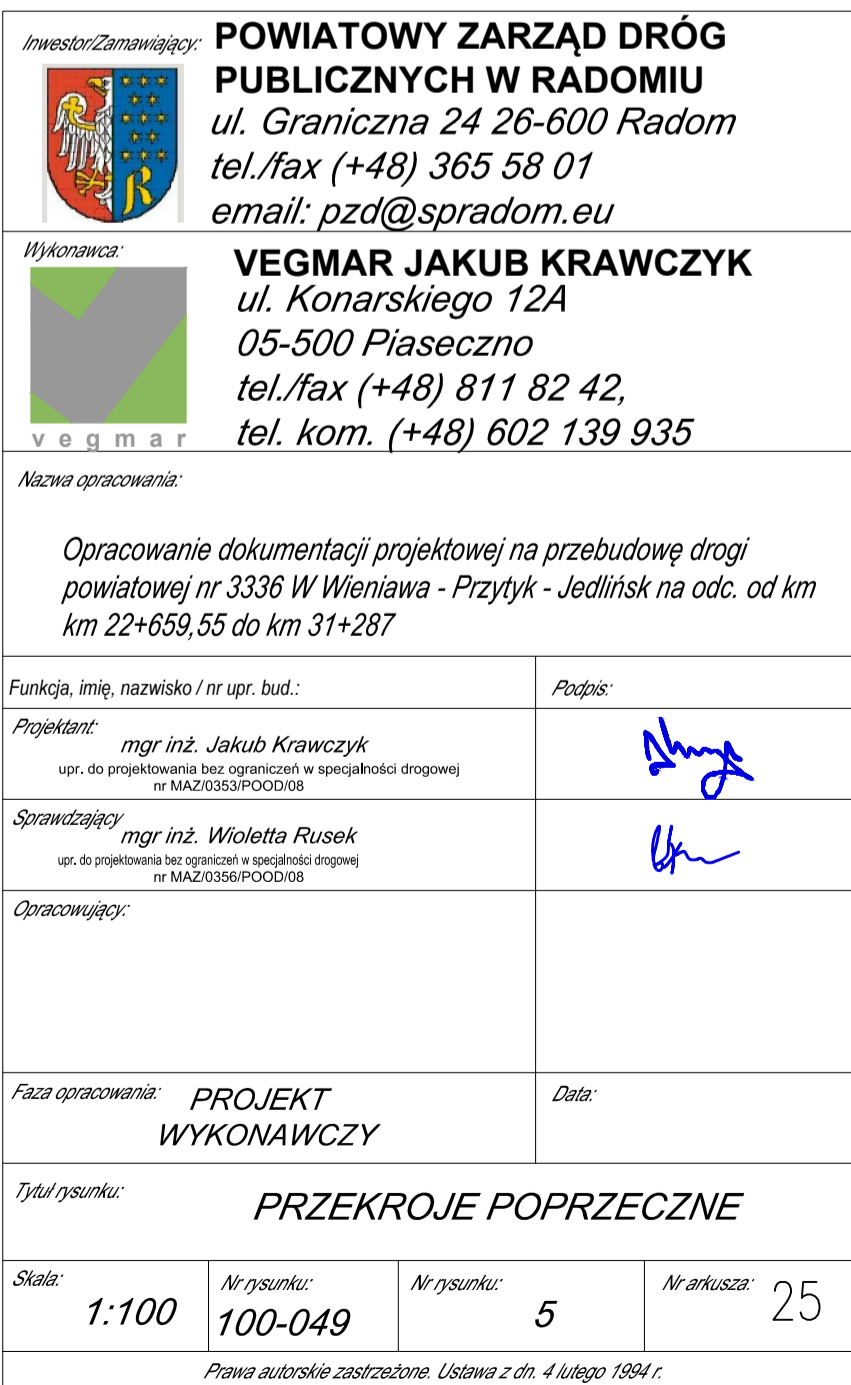 Inwestor/Zamawiający: POWIATOWY ZARZĄD DRÓG
PUBLICZNYCH W RADOMIU
ul. Graniczna 24 26-600 Radom
tel./fax (+48) 365 58 01
email: pzd@spradom.eu
R
Wykonawca:
VEGMAR JAKUB KRAWCZYK
ul. Konarskiego 12A
05-500 Piaseczno
tel./fax (+48) 811 82 42,
tel. kom. (+48) 602 139 935
vegmar
Nazwa opracowania:
Opracowanie dokumentacji projektowej na przebudowę drogi
powiatowej nr 3336 W Wieniawa - Przytyk - Jedlińsk na odc. od km
km 22+659,55 do km 31+287
Funkcja, imię, nazwisko / nr upr. bud.: Podpis:
Projektant:
mgr inż. Jakub Krawczyk
upr. do projektowania bez ograniczeń w specjalności drogowej
nr MAZ/0353/POOD/08
Sprawdzający
mgr inż. Wioletta Rusek
upr. do projektowania bez ograniczeń w specjalności drogowej
nr MAZ/0356/POOD/08
Opracowujący:
Faza opracowania: PROJEKT
WYKONAWCZY
Data:
Tytuł rysunku:
PRZEKROJE POPRZECZNE
Skala: 1:100
Nr rysunku: 100-049
Nr rysunku: 5
Nr arkusza: 25
Prawa autorskie zastrzeżone. Ustawa z dn. 4 lutego 1994 r.